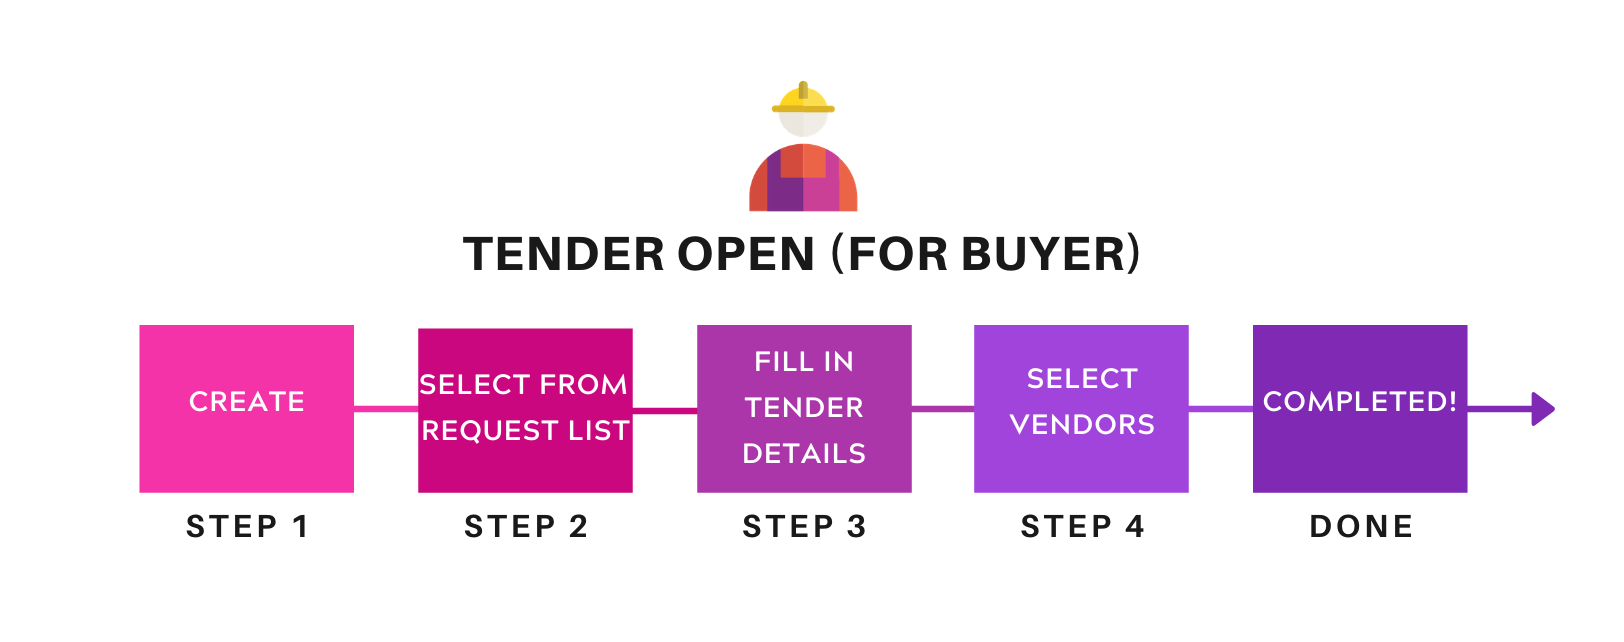 TENDER OPEN (FOR BUYER)
CREATE
STEP 1
SELECT FROM
REQUEST LIST
STEP 2
FILL IN
TENDER
DETAILS
STEP 3
SELECT
VENDORS
STEP 4
COMPLETED!
DONE